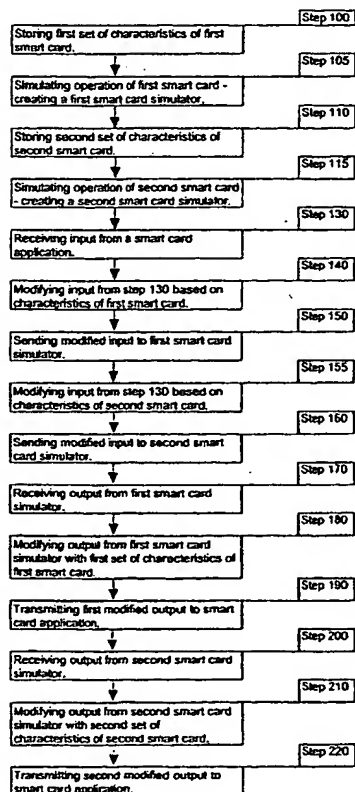 Step 100
Storing first set of characteristics of first
smart card.
Step 105
Simulating operation of first smart card -
creating a first smart card simulator.
Step 110
Storing second set of characteristics of
second smart card.
Step 115
Simulating operation of second smart card
- creating a second smart card simulator.
Step 130
Receiving input from a smart card
application.
Step 140
Modifying input from step 130 based on
characteristics of first smart card.
Step 150
Sending modified input to first smart card
simulator.
Step 155
Modifying input from step 130 based on
characteristics of second smart card.
Step 160
Sending modified input to second smart
card simulator.
Step 170
Receiving output from first smart card
simulator.
Step 180
Modifying output from first smart card
simulator with first set of characteristics of
first smart card.
Step 190
Transmitting first modified output to smart
card application.
Step 200
Receiving output from second smart card
simulator.
Step 210
Modifying output from second smart card
simulator with second set of
characteristics of second smart card.
Step 220
Transmitting second modified output to
smart card application.